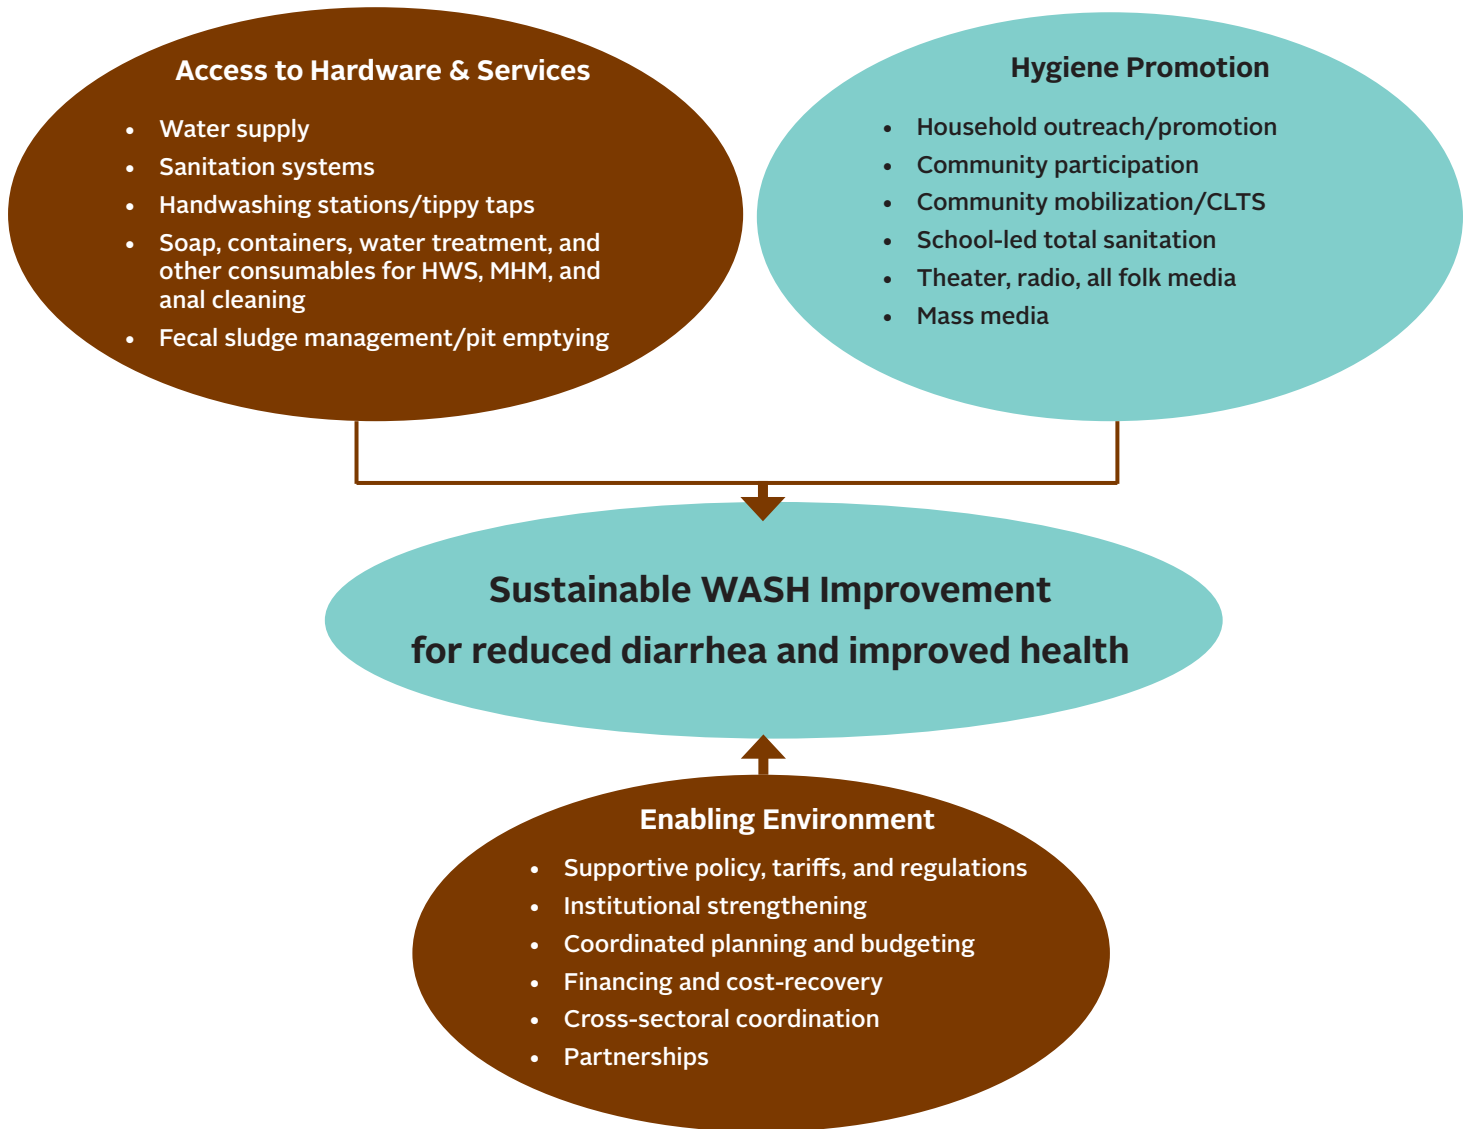 Access to Hardware & Services
• Water supply
• Sanitation systems
• Handwashing stations/tippy taps
• Soap, containers, water treatment, and
other consumables for HWS, MHM, and
anal cleaning
• Fecal sludge management/pit emptying
Hygiene Promotion
• Household outreach/promotion
• Community participation
• Community mobilization/CLTS
• School-led total sanitation
• Theater, radio, all folk media
• Mass media
Sustainable WASH Improvement
for reduced diarrhea and improved health
Enabling Environment
• Supportive policy, tariffs, and regulations
• Institutional strengthening
• Coordinated planning and budgeting
• Financing and cost-recovery
• Cross-sectoral coordination
• Partnerships